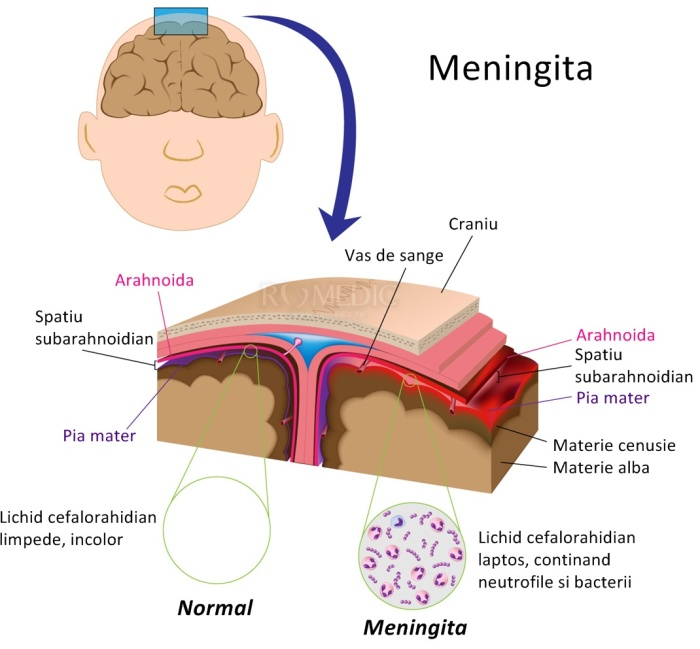 Meningita
Craniu
Vas de sange
Arahnoida
Spatiu
subarahnoidian
Pia mater
ROMEDIC
Arahnoida
Spatiu
subarahnoidian
Pia mater
Materie cenusie
Materie alba
Lichid cefalorahidian
limpede, incolor
Normal
Lichid cefalorahidian
laptos, continand
neutrofile si bacterii
Meningita